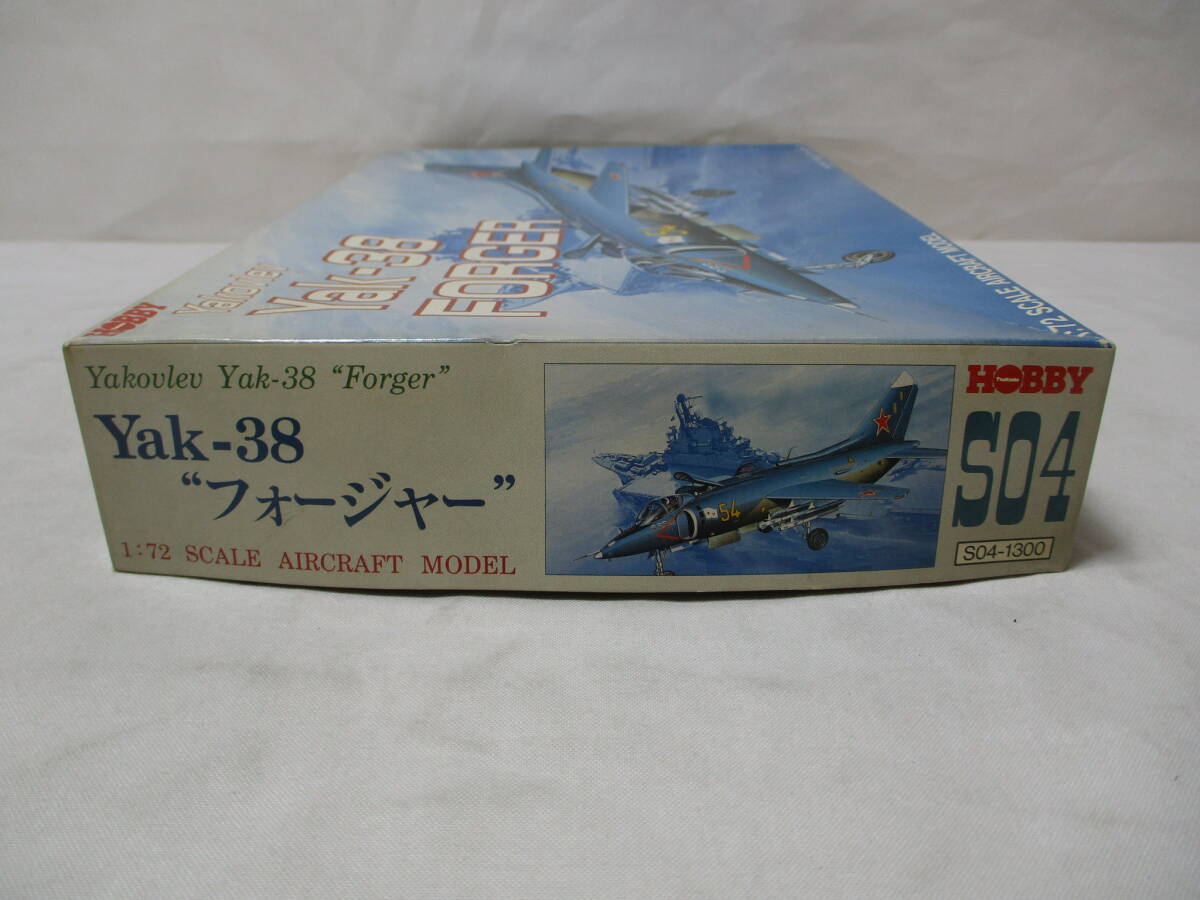 Yakovlev
Yak-38
FORGER
HOBBY
1:72 SCALE AIRCRAFT MODEL
Yakovlev Yak-38 “Forger”
Yak-38
“フォージャー”
1:72 SCALE AIRCRAFT MODEL
54
HOBBY
S04
S04-1300